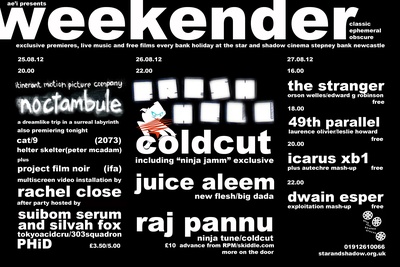 ae'i presents
weekender
classic
ephemeral
obscure
exclusive premieres, live music and free films every bank holiday at the star and shadow cinema stepney bank newcastle
25.08.12
20.00
itinerant motion picture company
noctambule
a dreamlike trip in a surreal labyrinth
also premiering tonight
cat/9 (2073)
helter skelter(peter mcadam)
plus
project film noir (ifa)
multiscreen video installation by
rachel close
after party hosted by
suibom serum
and silvah fox
tokyoacidcru/303squadron
PHiD £3.50/5.00
26.08.12
22.00
coldcut
including "ninja jamm" exclusive
juice aleem
new flesh/big dada
raj pannu
ninja tune/coldcut
£10 advance from RPM/skiddle.com
more on the door
27.08.12
16.00
the stranger
orson welles/edward g robinson
free
18.00
49th parallel
laurence olivier/leslie howard
free
20.00
icarus xb1
plus autechre mash-up free
22.00
dwain esper
exploitation mash-up free
01912610066
starandshadow.org.uk